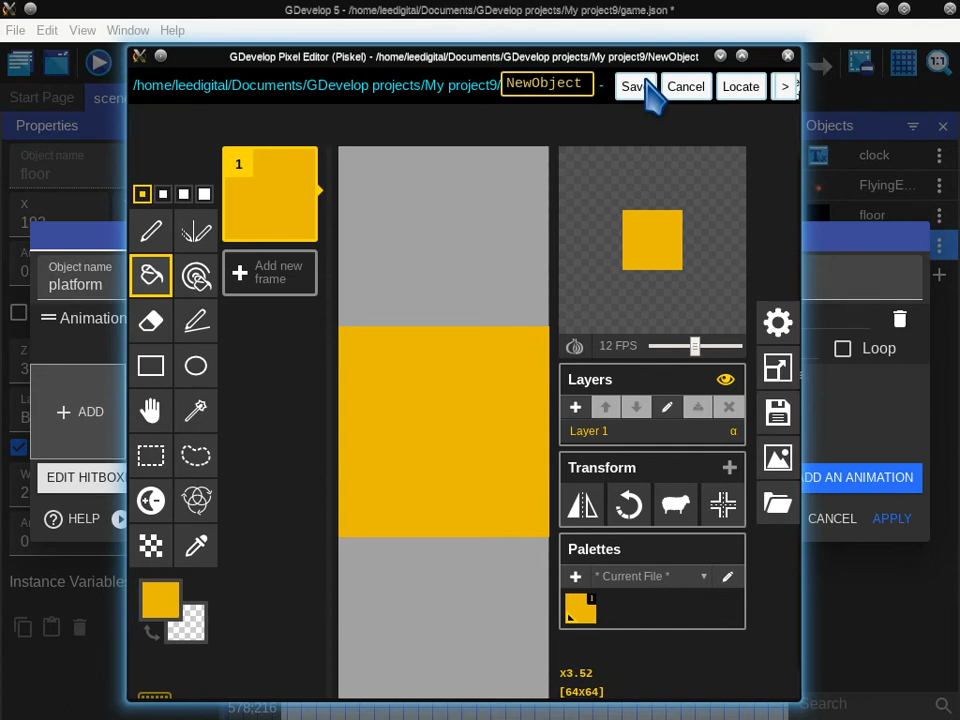 GDevelop 5 - /home/leedigital/Documents/GDevelop projects/My project9/game.json *
File Edit View Window Help
GDevelop Pixel Editor (Piskel) - /home/leedigital/Documents/GDevelop projects/My project9/NewObject
/home/leedigital/Documents/GDevelop projects/My project9/ NewObject - Save Cancel Locate >
Start Page
Properties
Objects
Object name
floor
clock
FlyingE...
floor
X
Object name
platform
Animation
Loop
ADD
EDIT HITBOX
ADD AN ANIMATION
HELP
CANCEL
APPLY
Instance Variables
1
Add new
frame
12 FPS
Layers
Layer 1
α
Transform
Palettes
* Current File *
1
x3.52
[64x64]
578;216
Search